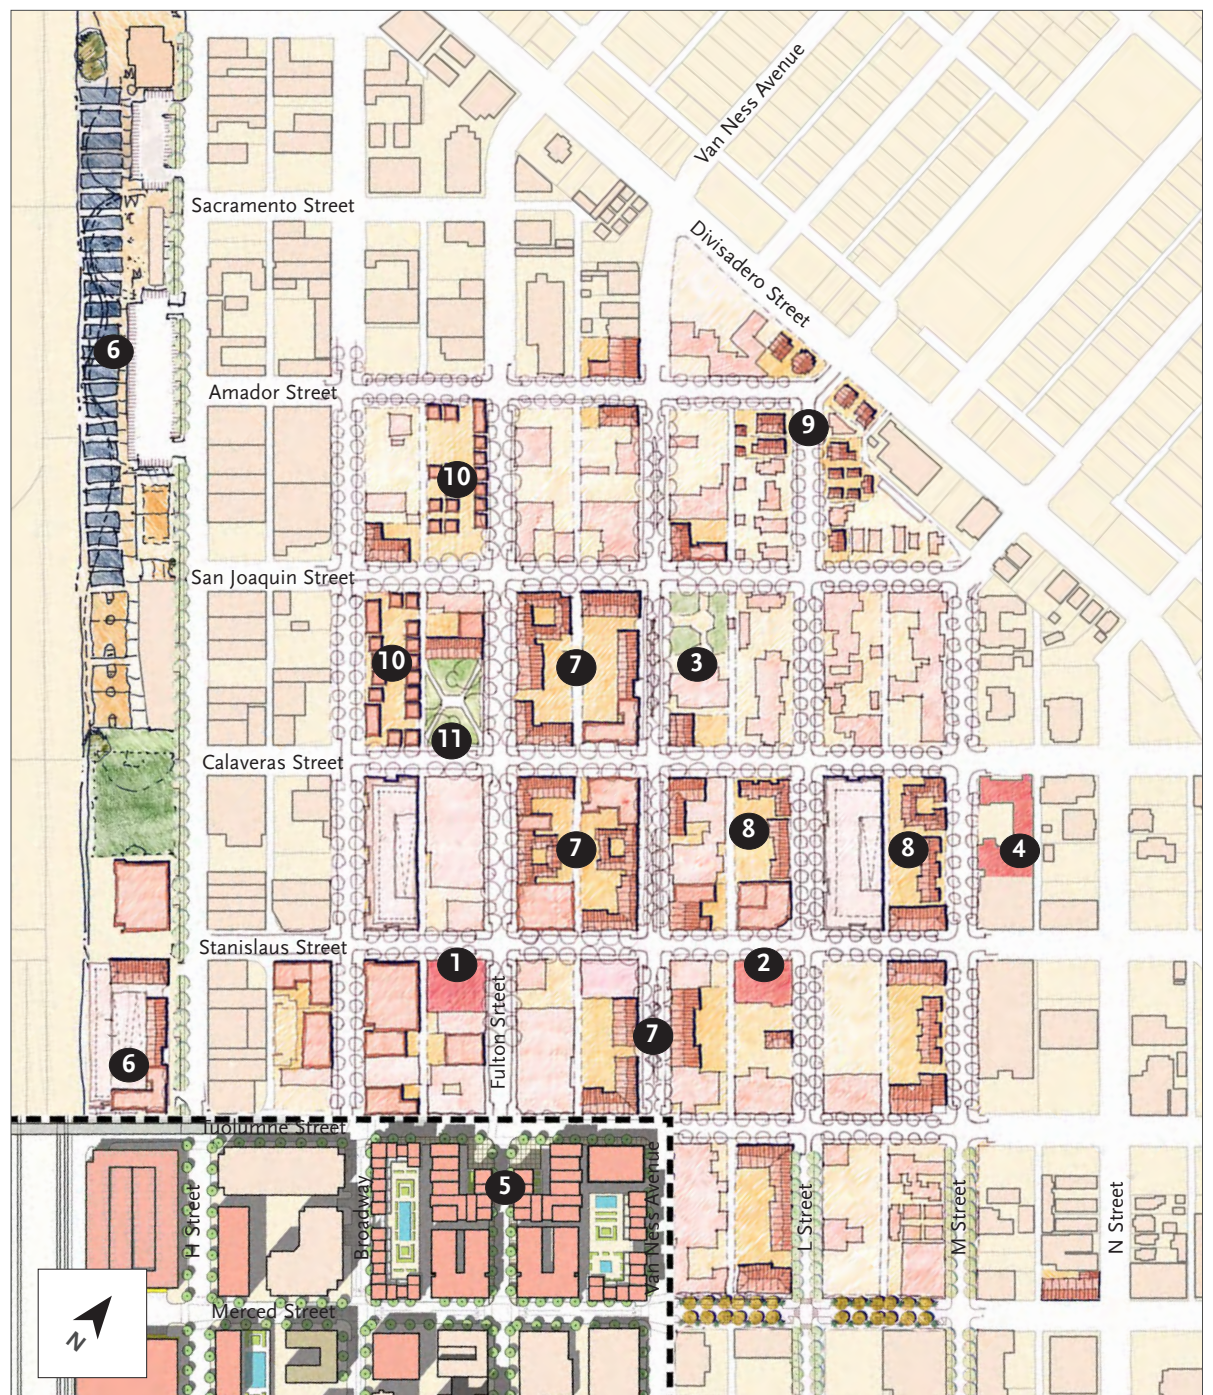 Van Ness Avenue
Sacramento Street
Divisadero Street
6
Amador Street
9
10
San Joaquin Street
10
7
3
11
Calaveras Street
7
8
8
4
Stanislaus Street
1
2
Fulton Srteet
7
6
Tuolumne Street
5
H Street
Broadway
Van Ness Avenue
L Street
M Street
N Street
Merced Street
N